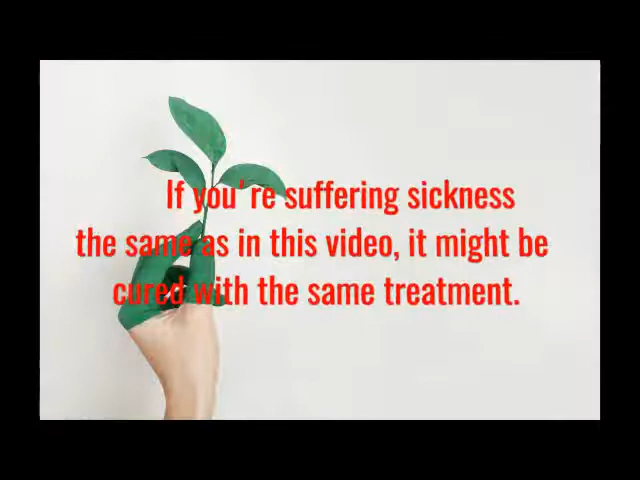 If you're suffering sickness
the same as in this video, it might be
cured with the same treatment.